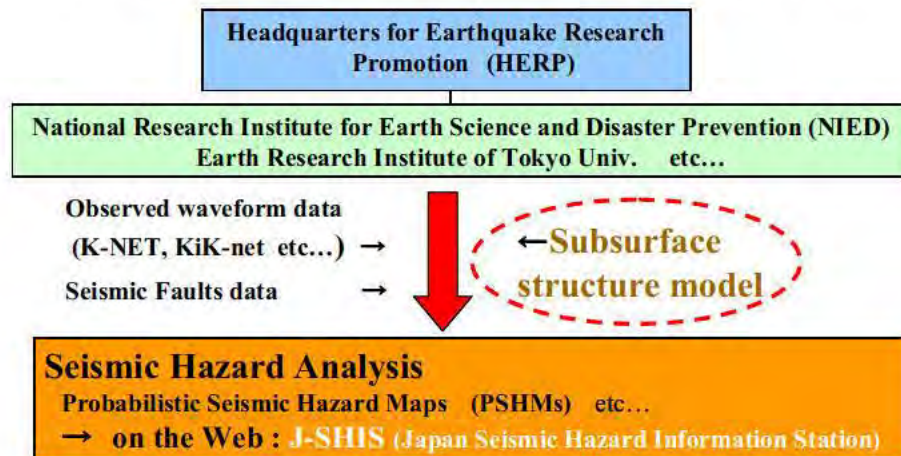 Headquarters for Earthquake Research
Promotion (HERP)
National Research Institute for Earth Science and Disaster Prevention (NIED)
Earth Research Institute of Tokyo Univ. etc...
Observed waveform data
(K-NET, KiK-net etc...) →
Seismic Faults data →
←Subsurface
structure model
Seismic Hazard Analysis
Probabilistic Seismic Hazard Maps (PSHMs) etc...
→ on the Web : J-SHIS (Japan Seismic Hazard Information Station)